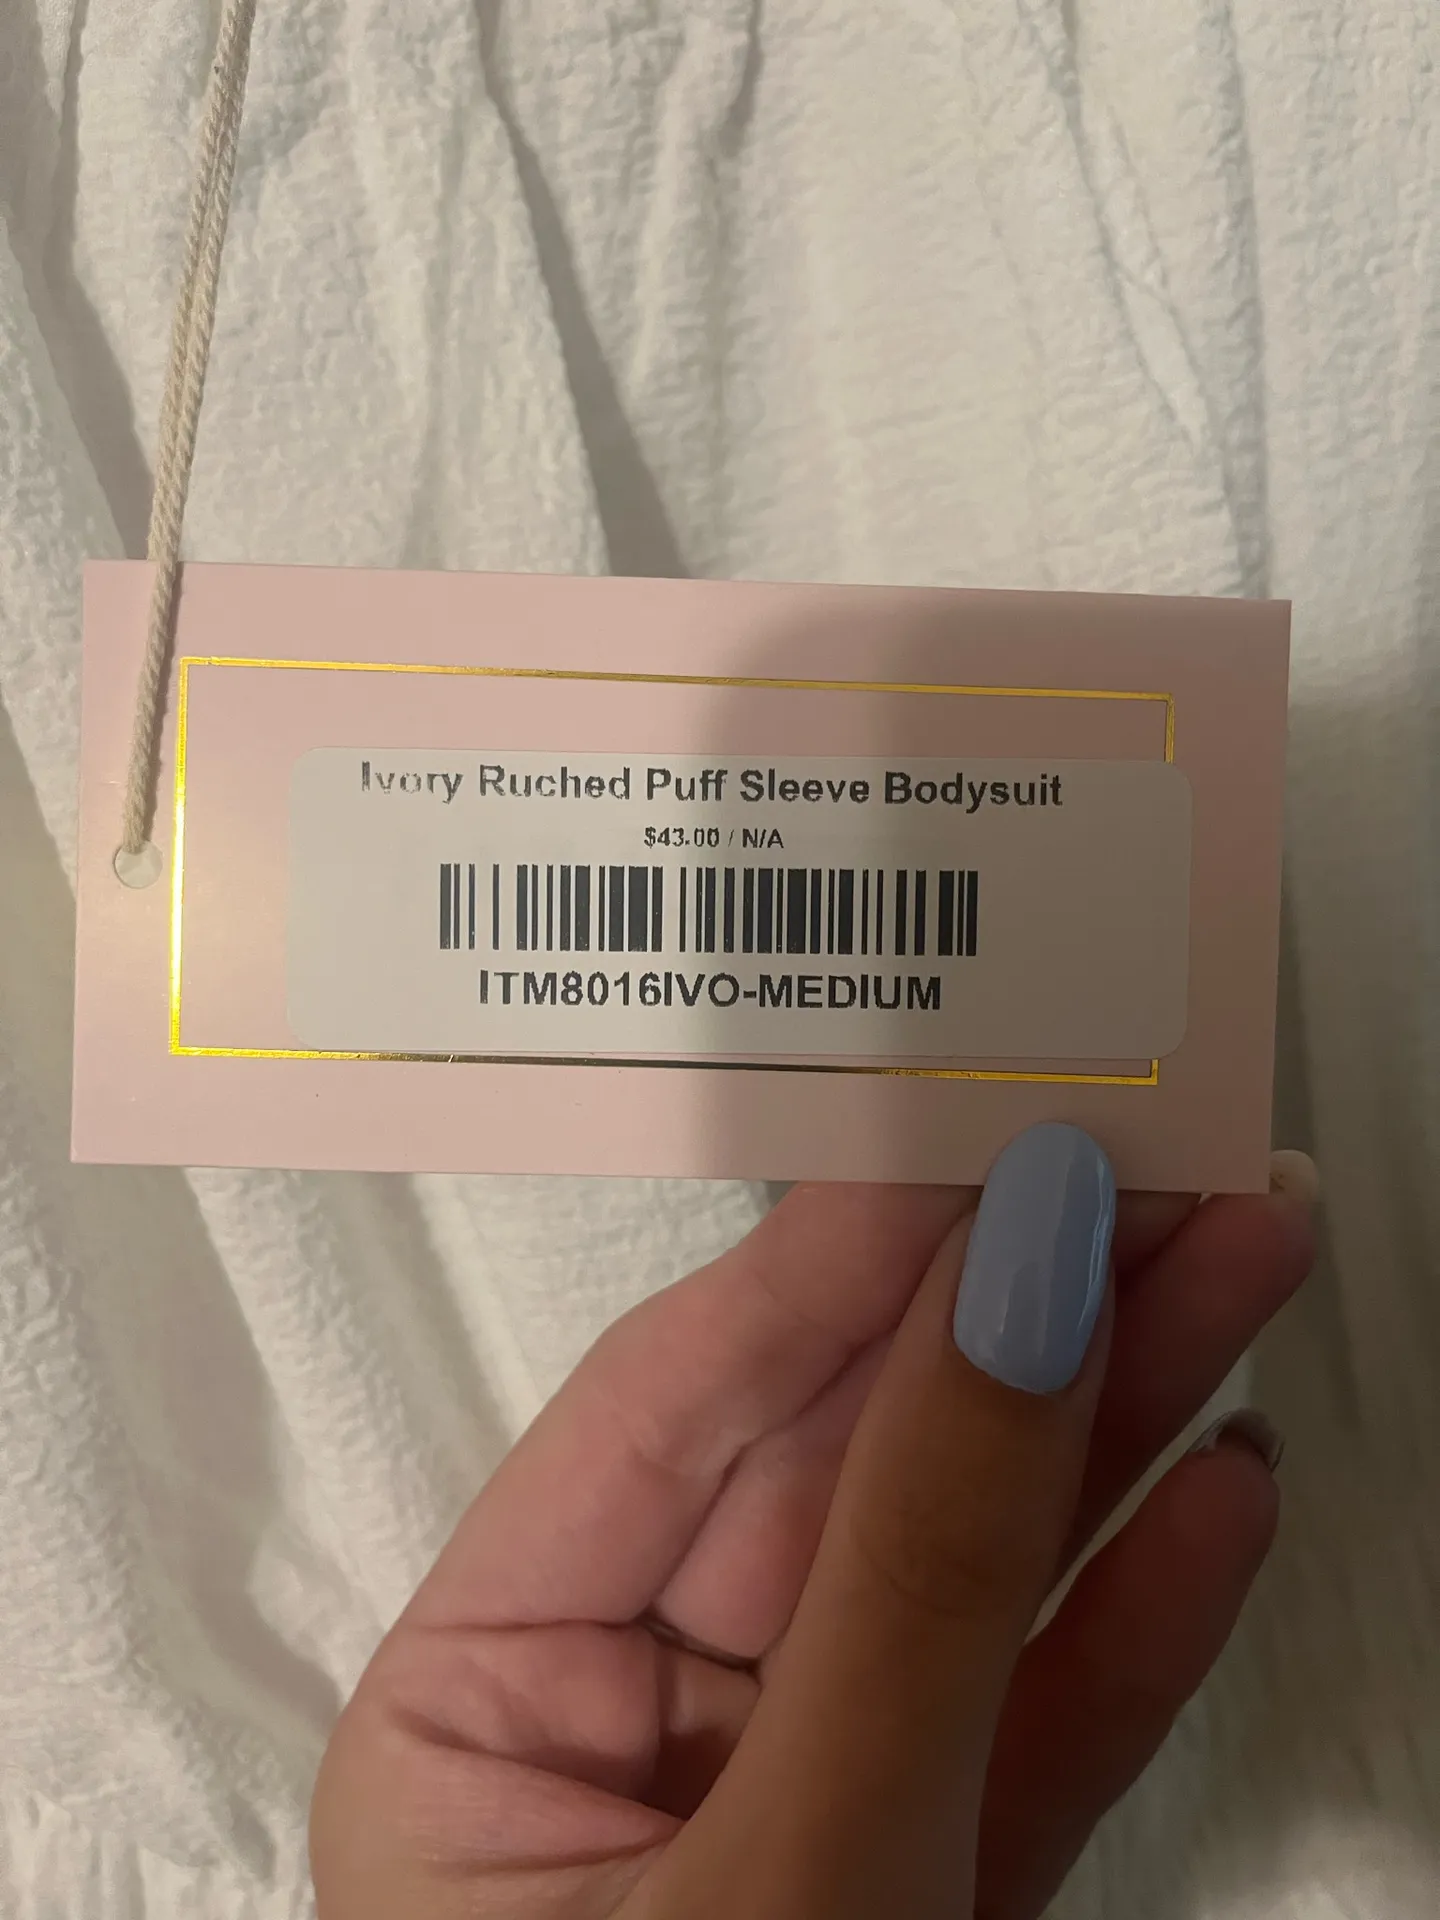 Ivory Ruched Puff Sleeve Bodysuit
$43.00 / N/A
ITM8016IVO-MEDIUM